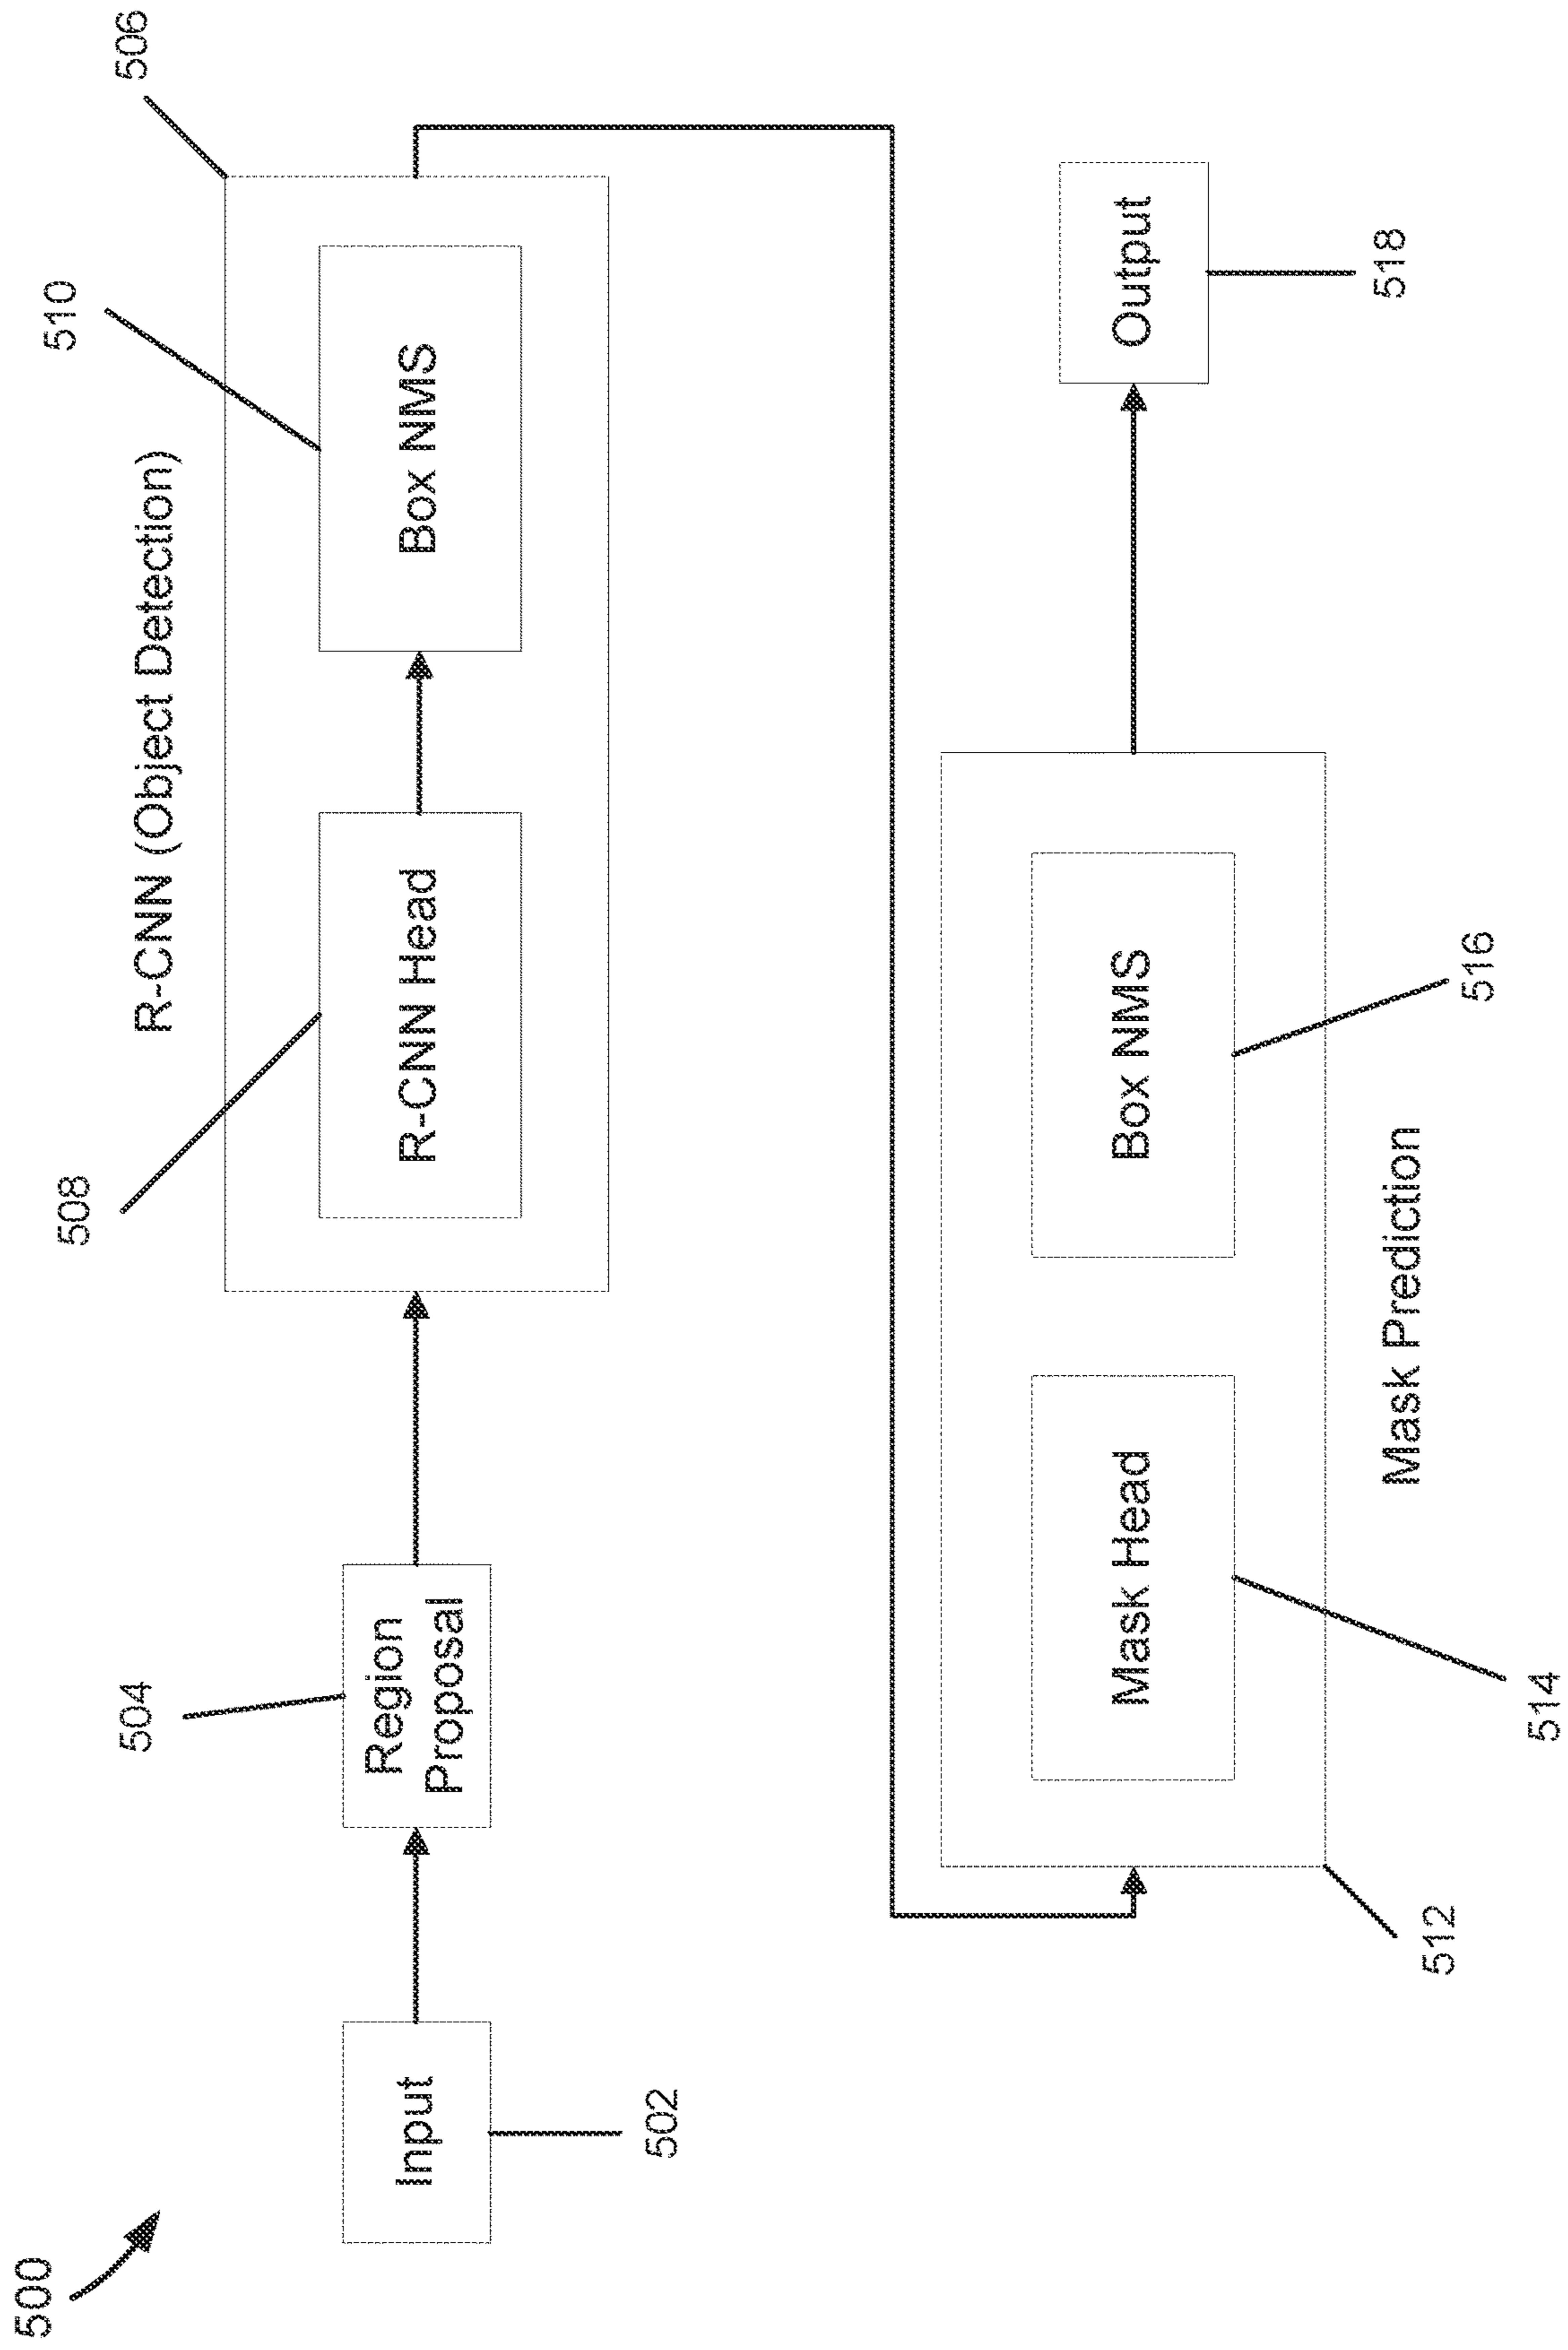 500
Input
502
Region
Proposal
504
R-CNN (Object Detection)
506
R-CNN Head
508
Box NMS
510
Mask Head
514
Box NMS
516
Mask Prediction
512
Output
518